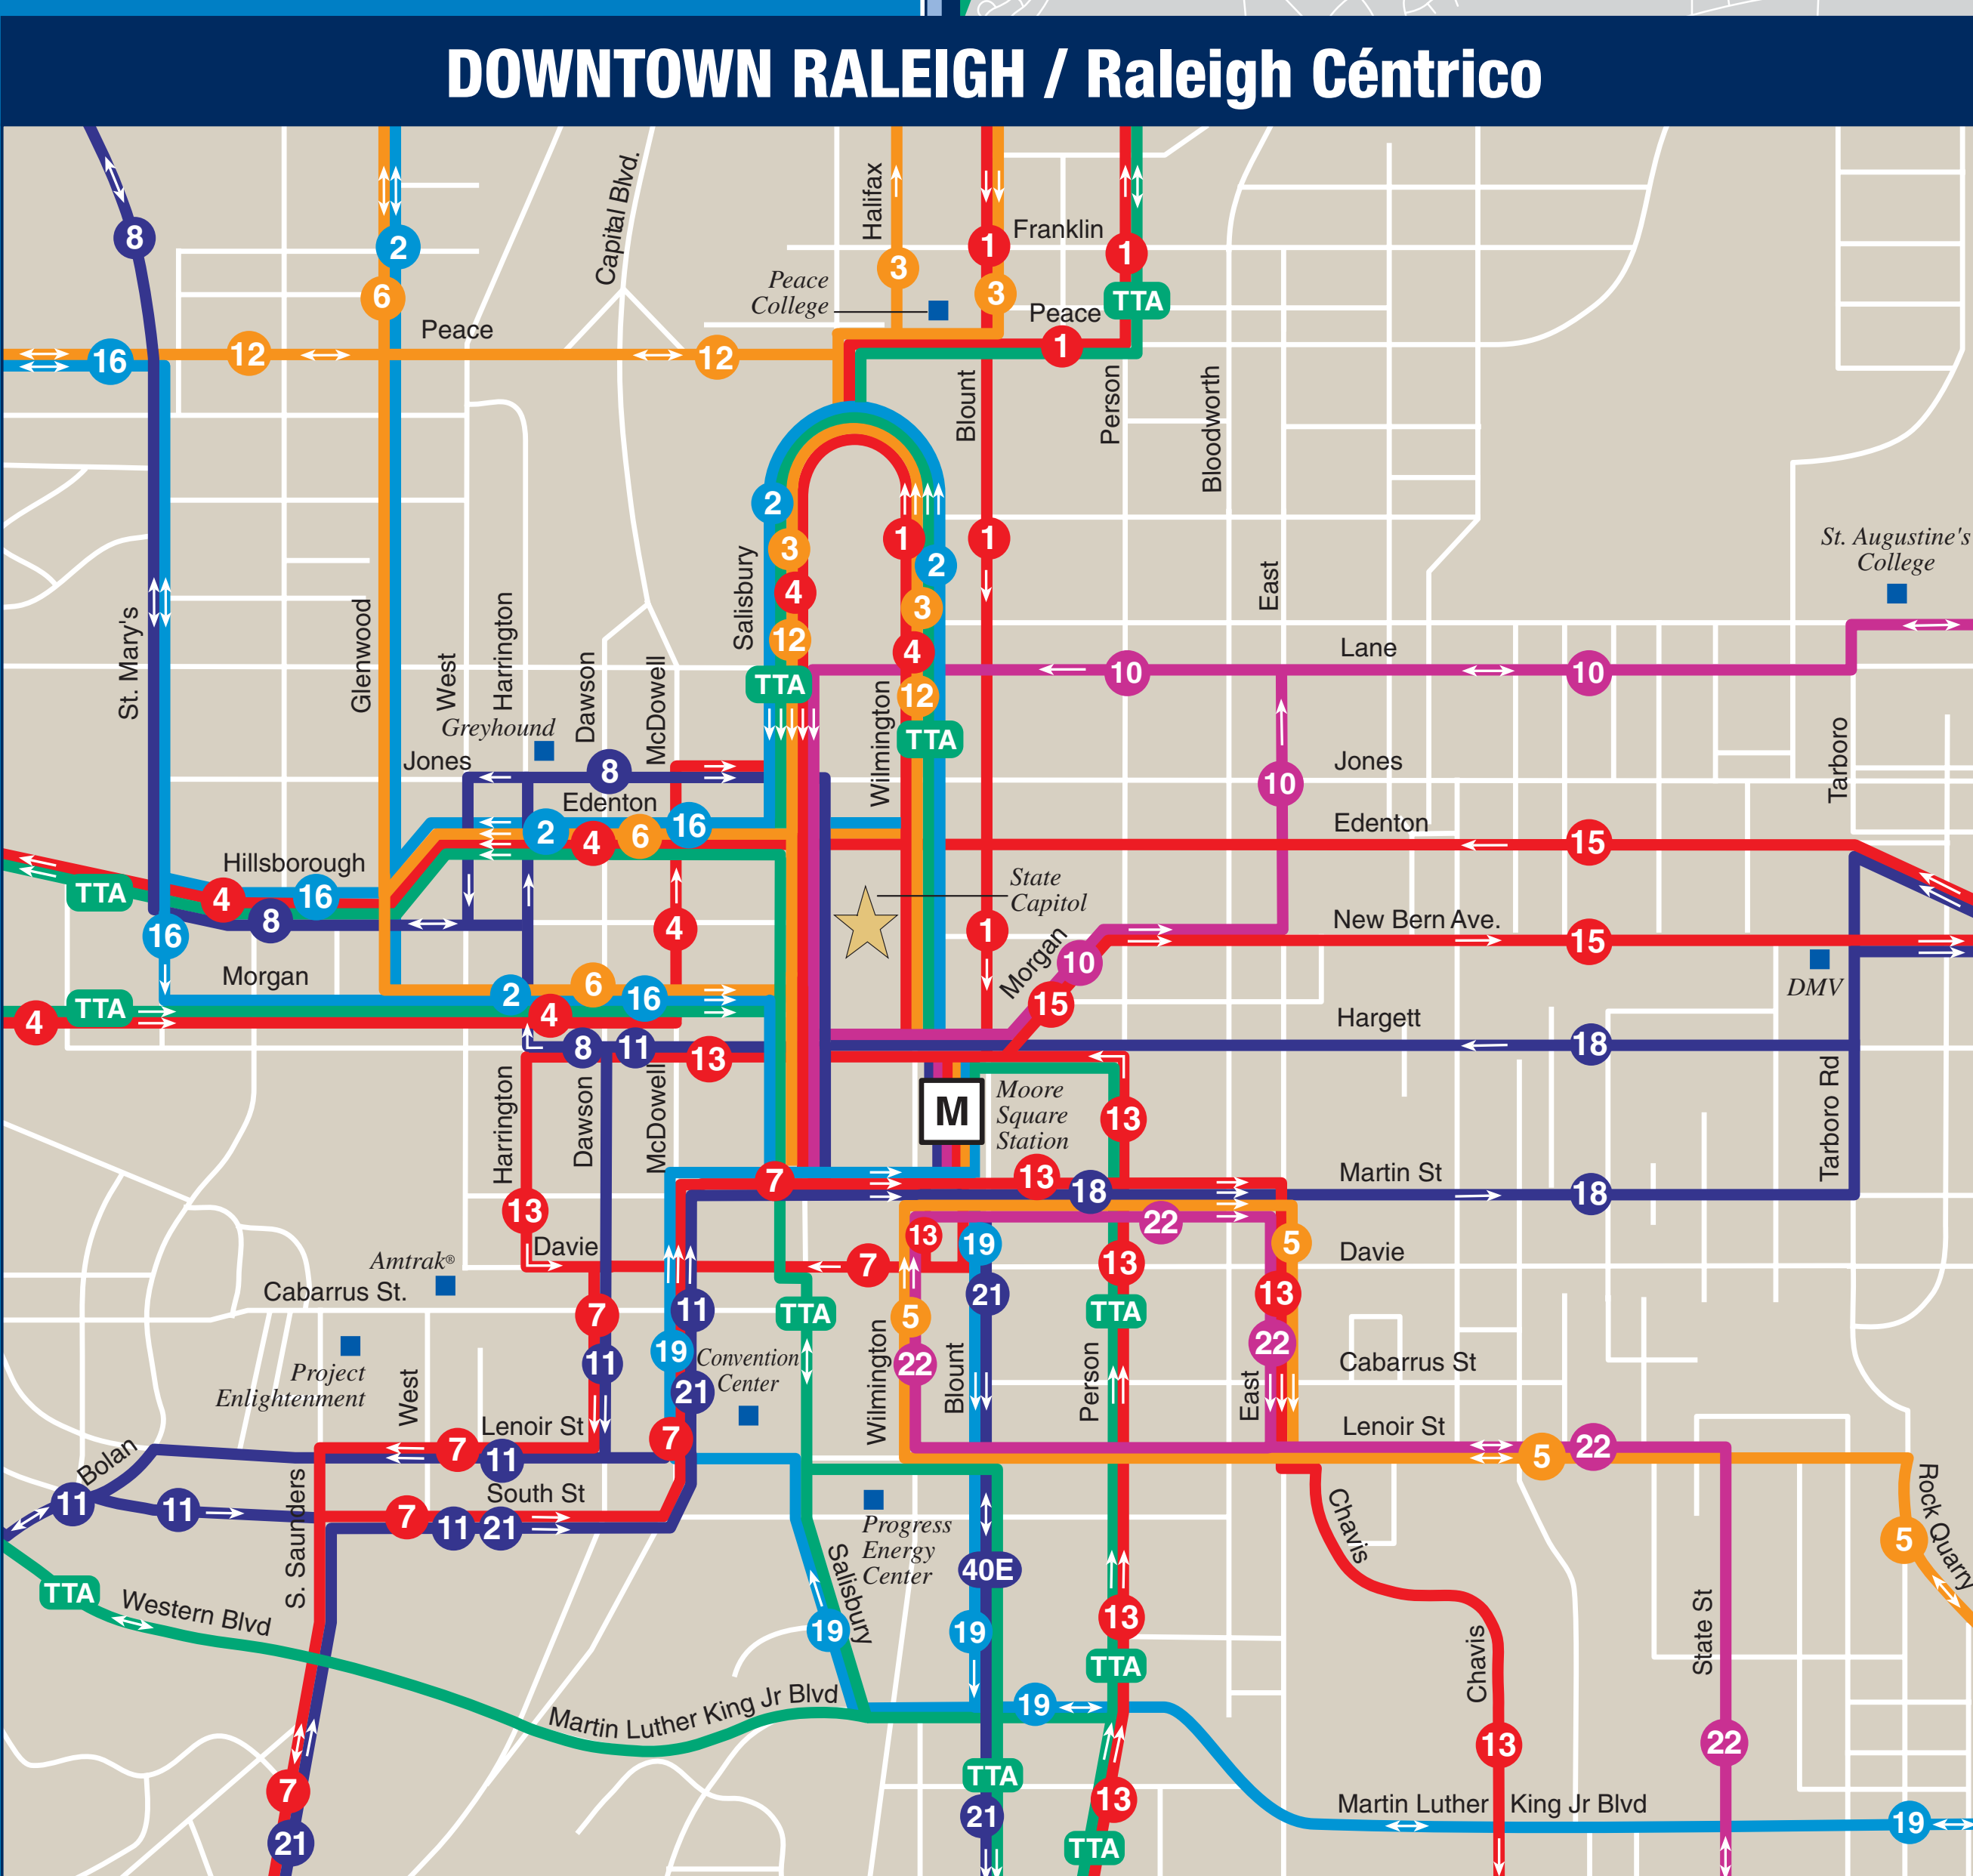 DOWNTOWN RALEIGH / Raleigh Céntrico
8
2
6
Capital Blvd.
Halifax
3
1
Franklin
1
3
TTA
Peace
College
Peace
Peace
1
16
12
12
Blount
Person
Bloodworth
2
3
4
12
TTA
Salisbury
1
2
3
4
12
TTA
Wilmington
1
East
St. Augustine's
College
St. Mary's
Glenwood
West
Harrington
Dawson
McDowell
Greyhound
Lane
10
10
Jones
8
Jones
10
Tarboro
Edenton
2
4
6
16
Edenton
15
Hillsborough
TTA
4
16
8
4
State
Capitol
1
New Bern Ave.
15
16
Morgan
10
DMV
Morgan
2
6
16
TTA
4
4
15
Hargett
18
8
11
13
Harrington
Dawson
McDowell
M
Moore
Square
Station
13
Tarboro Rd
7
13
18
Martin St
18
13
Davie
7
13
19
22
5
Davie
Amtrak®
Cabarrus St.
7
11
TTA
5
21
13
TTA
13
Project
Enlightenment
11
19
Convention
Center
21
22
22
Cabarrus St
West
Wilmington
Blount
Person
East
Lenoir St
7
11
7
Lenoir St
5
22
Bolan
11
11
South St
7
11
21
S. Saunders
Progress
Energy
Center
40E
Chavis
Rock Quarry
5
TTA
Western Blvd
Salisbury
19
19
13
TTA
Chavis
State St
Martin Luther King Jr Blvd
19
13
22
7
21
TTA
21
13
TTA
Martin Luther King Jr Blvd
19